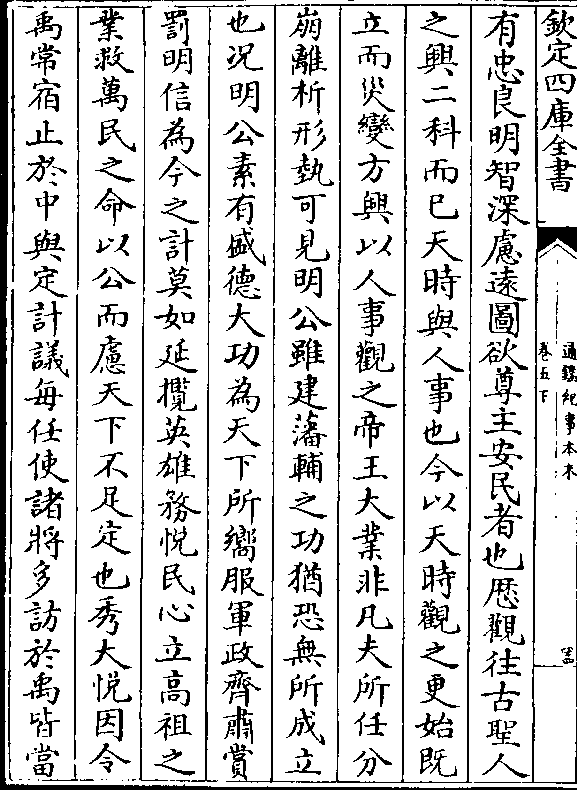 欽定四庫全書
通鑑紀事本末
卷五下
有忠良明智深慮遠圖欲尊主安民者也歴觀往古聖人
之興二科而已天時與人事也今以天時觀之更始既
立而災變方興以人事觀之帝王大業非凡夫所任分
崩離析形埶可見明公雖建藩輔之功猶恐無所成立
也况明公素有盛德大功為天下所嚮服軍政齊肅賞
罰明信為今之計莫如延攬英雄務悦民心立高祖之
業救萬民之命以公而慮天下不足定也秀大悦因令
禹常宿止於中與定計議每任使諸將多訪於禹皆當